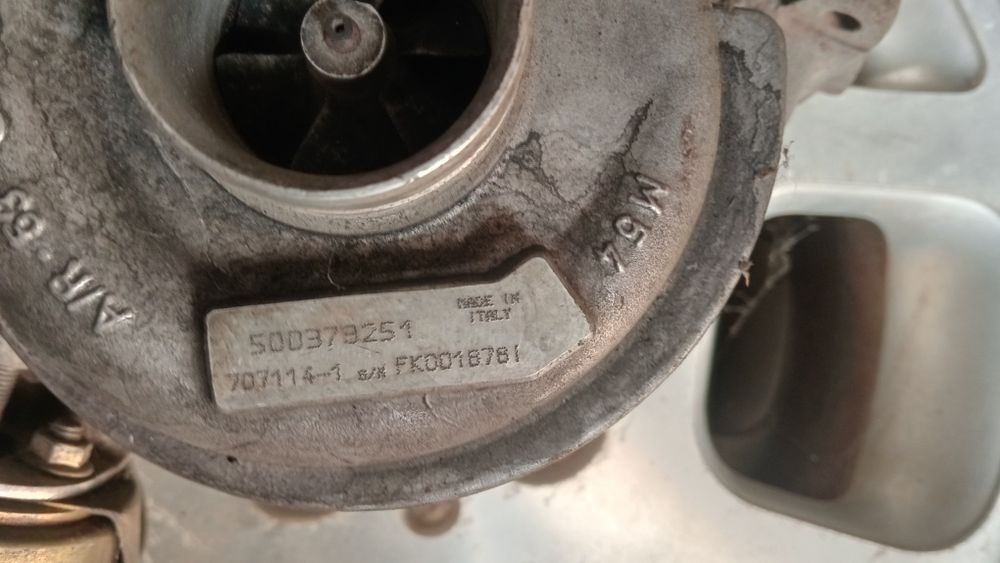 A/R .63
M54
MADE IN
ITALY
500379251
707114-1 S/N FK0018781